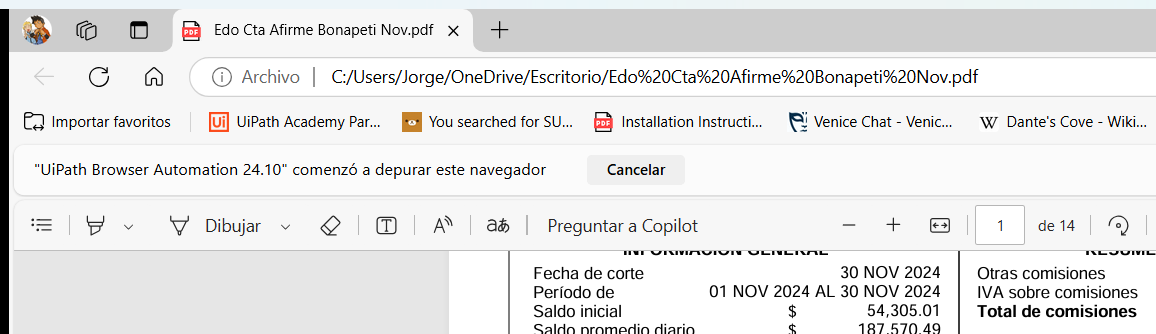 Edo Cta Afirme Bonapeti Nov.pdf
Archivo | C:/Users/Jorge/OneDrive/Escritorio/Edo%20Cta%20Afirme%20Bonapeti%20Nov.pdf
Importar favoritos UiPath Academy Par... You searched for SU... Installation Instructi... Venice Chat - Venic... Dante's Cove - Wiki...
"UiPath Browser Automation 24.10" comenzó a depurar este navegador Cancelar
Dibujar Preguntar a Copilot 1 de 14
INFORMACION GENERAL RESUME
Fecha de corte 30 NOV 2024 Otras comisiones
Período de 01 NOV 2024 AL 30 NOV 2024 IVA sobre comisiones
Saldo inicial $ 54,305.01 Total de comisiones
Saldo promedio diario $ 187,570.49